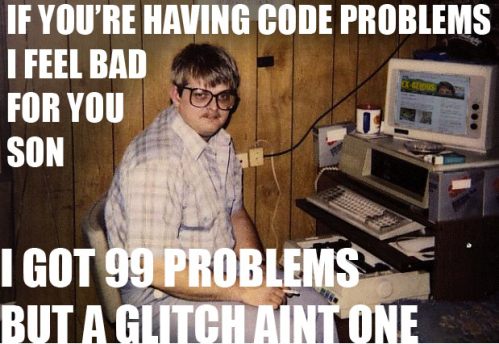 IF YOU'RE HAVING CODE PROBLEMS
I FEEL BAD
FOR YOU
SON
I GOT 99 PROBLEMS
BUT A GLITCH AINT ONE